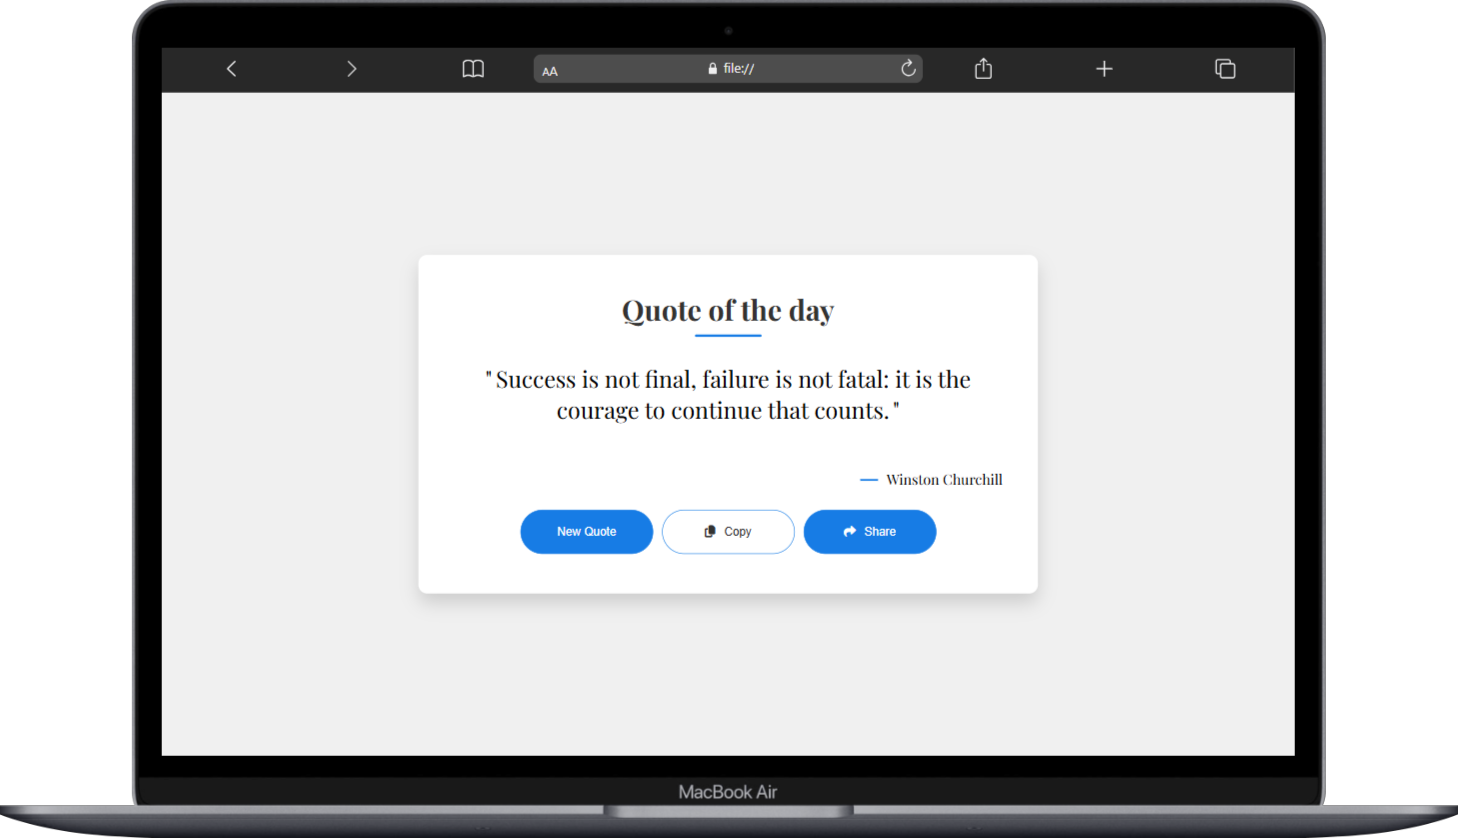 AA
file://
Quote of the day
"Success is not final, failure is not fatal: it is the
courage to continue that counts."
— Winston Churchill
New Quote
Copy
Share
MacBook Air